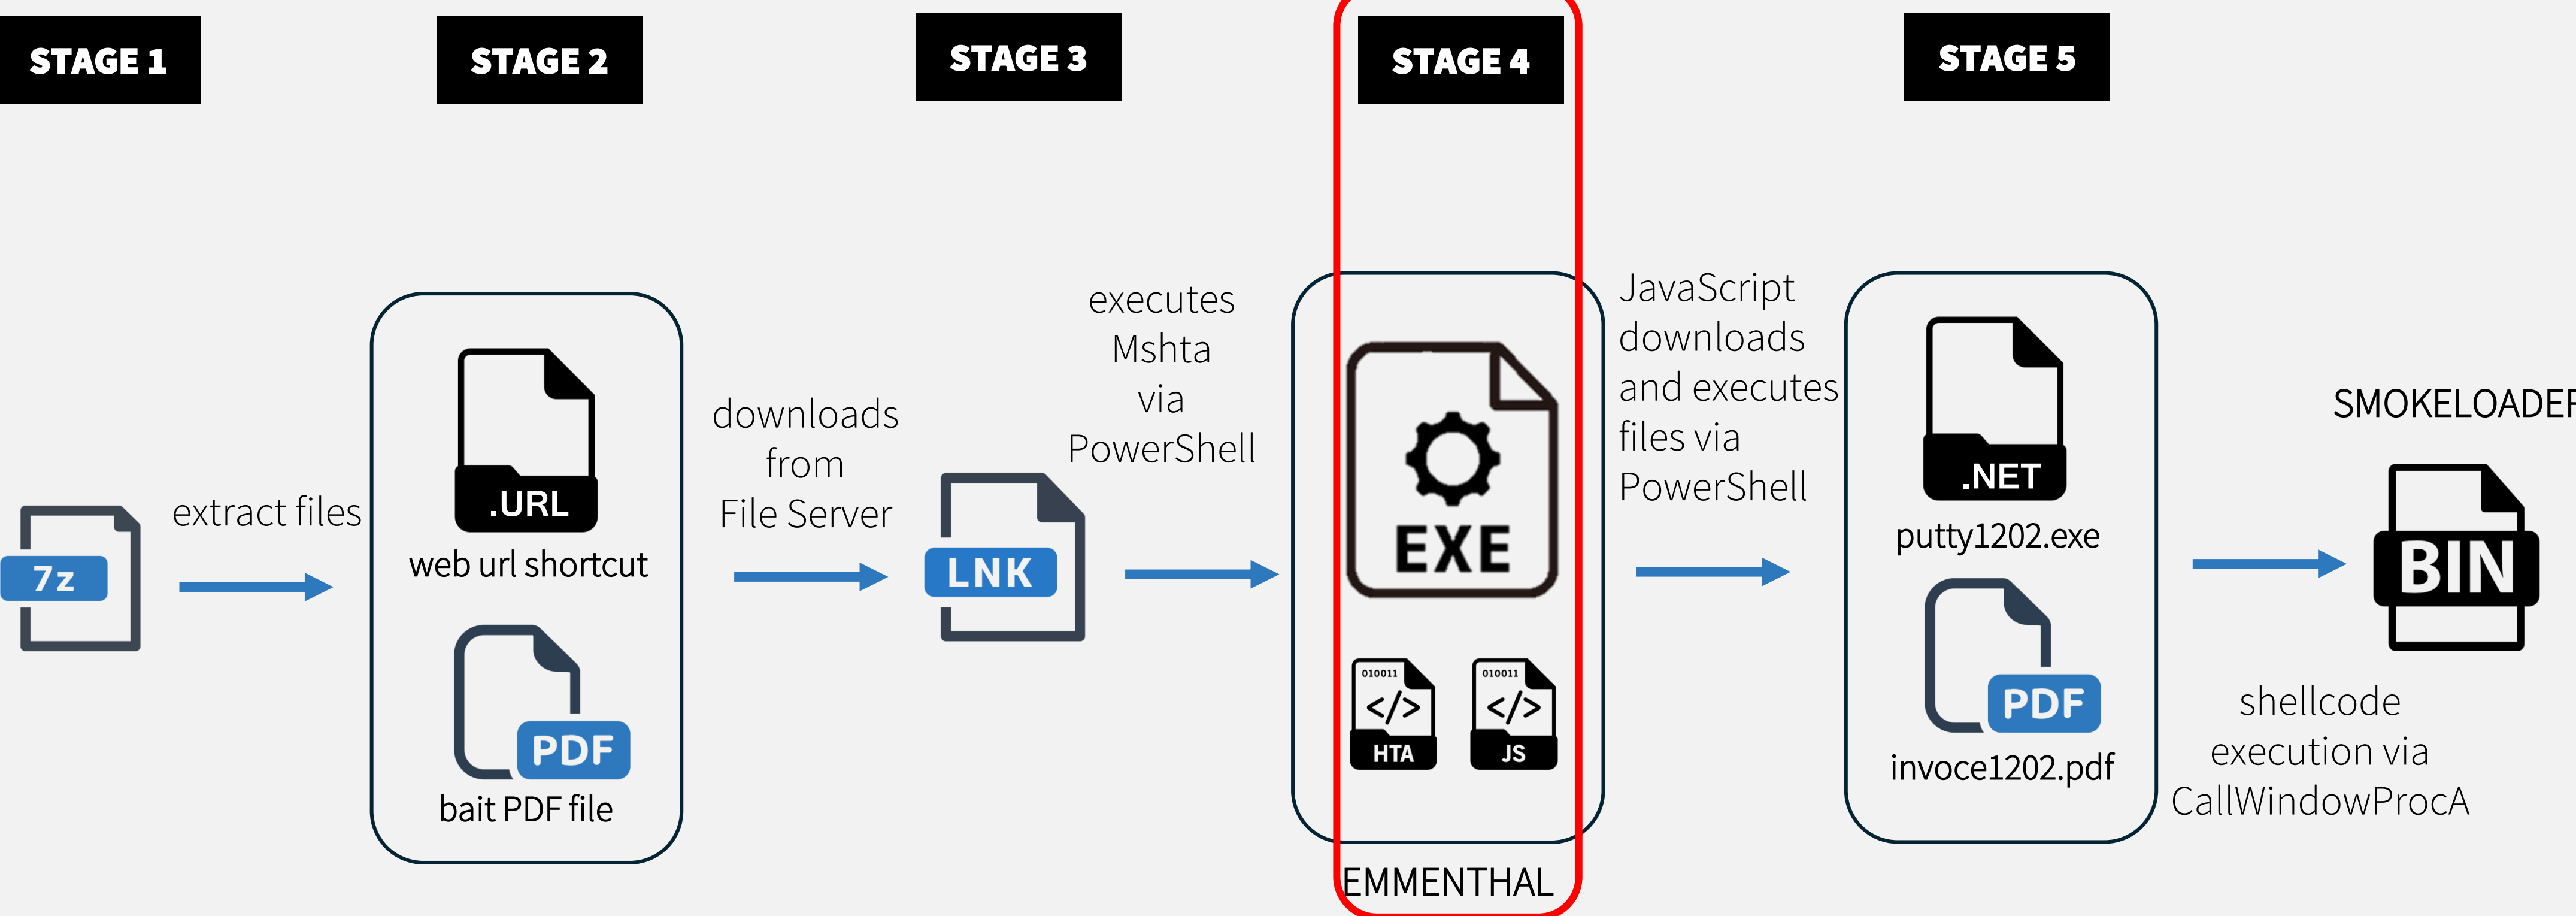 STAGE 1
STAGE 2
STAGE 3
STAGE 4
STAGE 5
7z
extract files
.URL
web url shortcut
PDF
bait PDF file
downloads
from
File Server
LNK
executes
Mshta
via
PowerShell
EXE
010011
</>
HTA
010011
</>
JS
EMMENTHAL
JavaScript
downloads
and executes
files via
PowerShell
.NET
putty1202.exe
PDF
invoce1202.pdf
SMOKELOADER
BIN
shellcode
execution via
CallWindowProcA